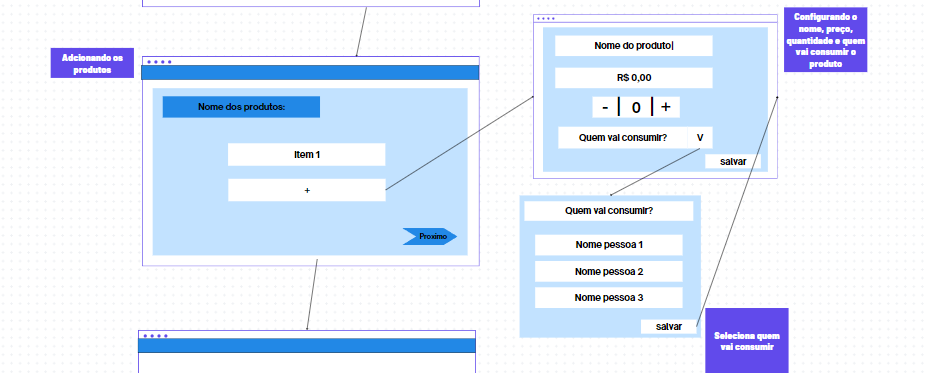 Adcionando os
produtos
Nome dos produtos:
Item 1
+
Proximo
Nome do produto|
R$ 0,00
- | 0 | +
Quem vai consumir? V
salvar
Configurando o
nome, preço,
quantidade e quem
vai consumir o
produto
Quem vai consumir?
Nome pessoa 1
Nome pessoa 2
Nome pessoa 3
salvar
Seleciona quem
vai consumir